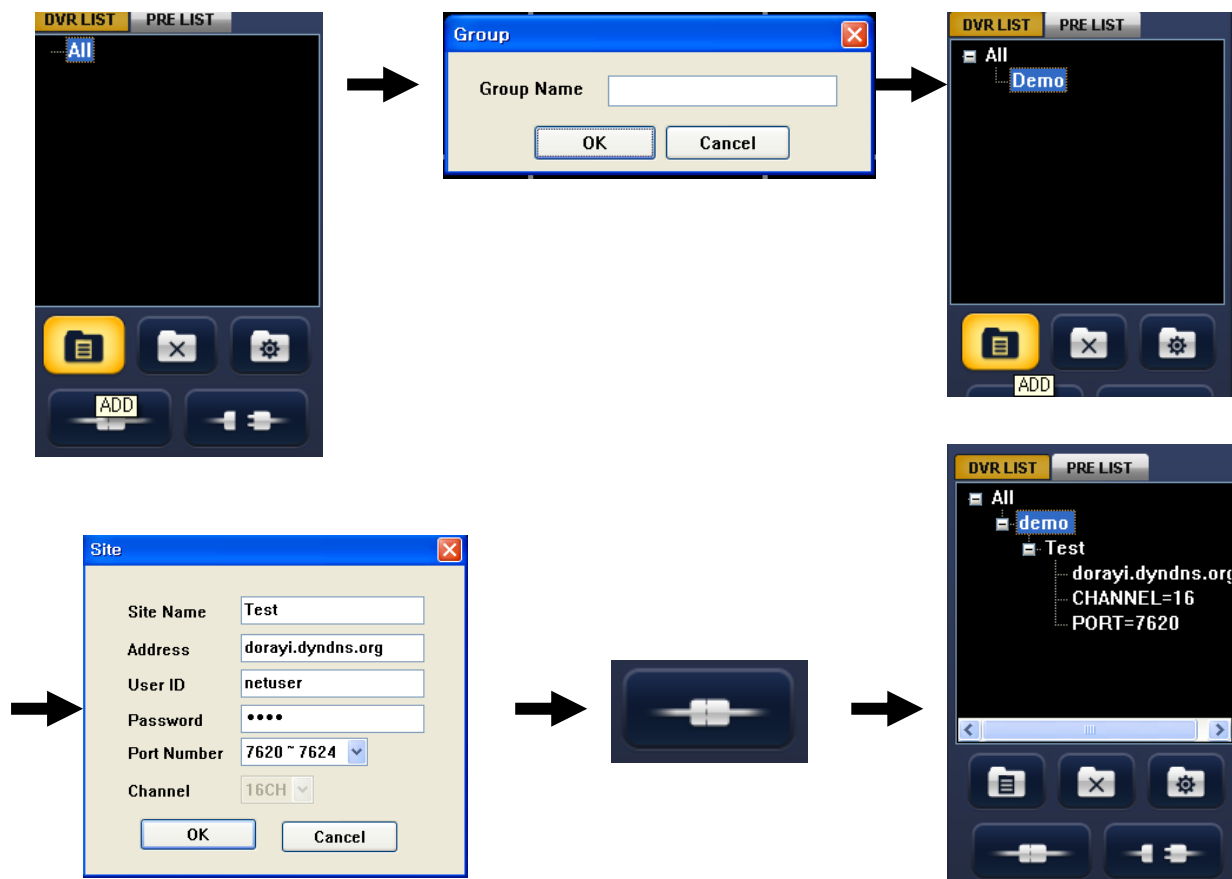 DVR LIST PRE LIST
All
ADD
Group
Group Name
OK Cancel
DVR LIST PRE LIST
All
Demo
ADD
Site
Site Name Test
Address dorayi.dyndns.org
User ID netuser
Password ••••
Port Number 7620 ~ 7624
Channel 16CH
OK Cancel
DVR LIST PRE LIST
All
demo
Test
dorayi.dyndns.org
CHANNEL=16
PORT=7620